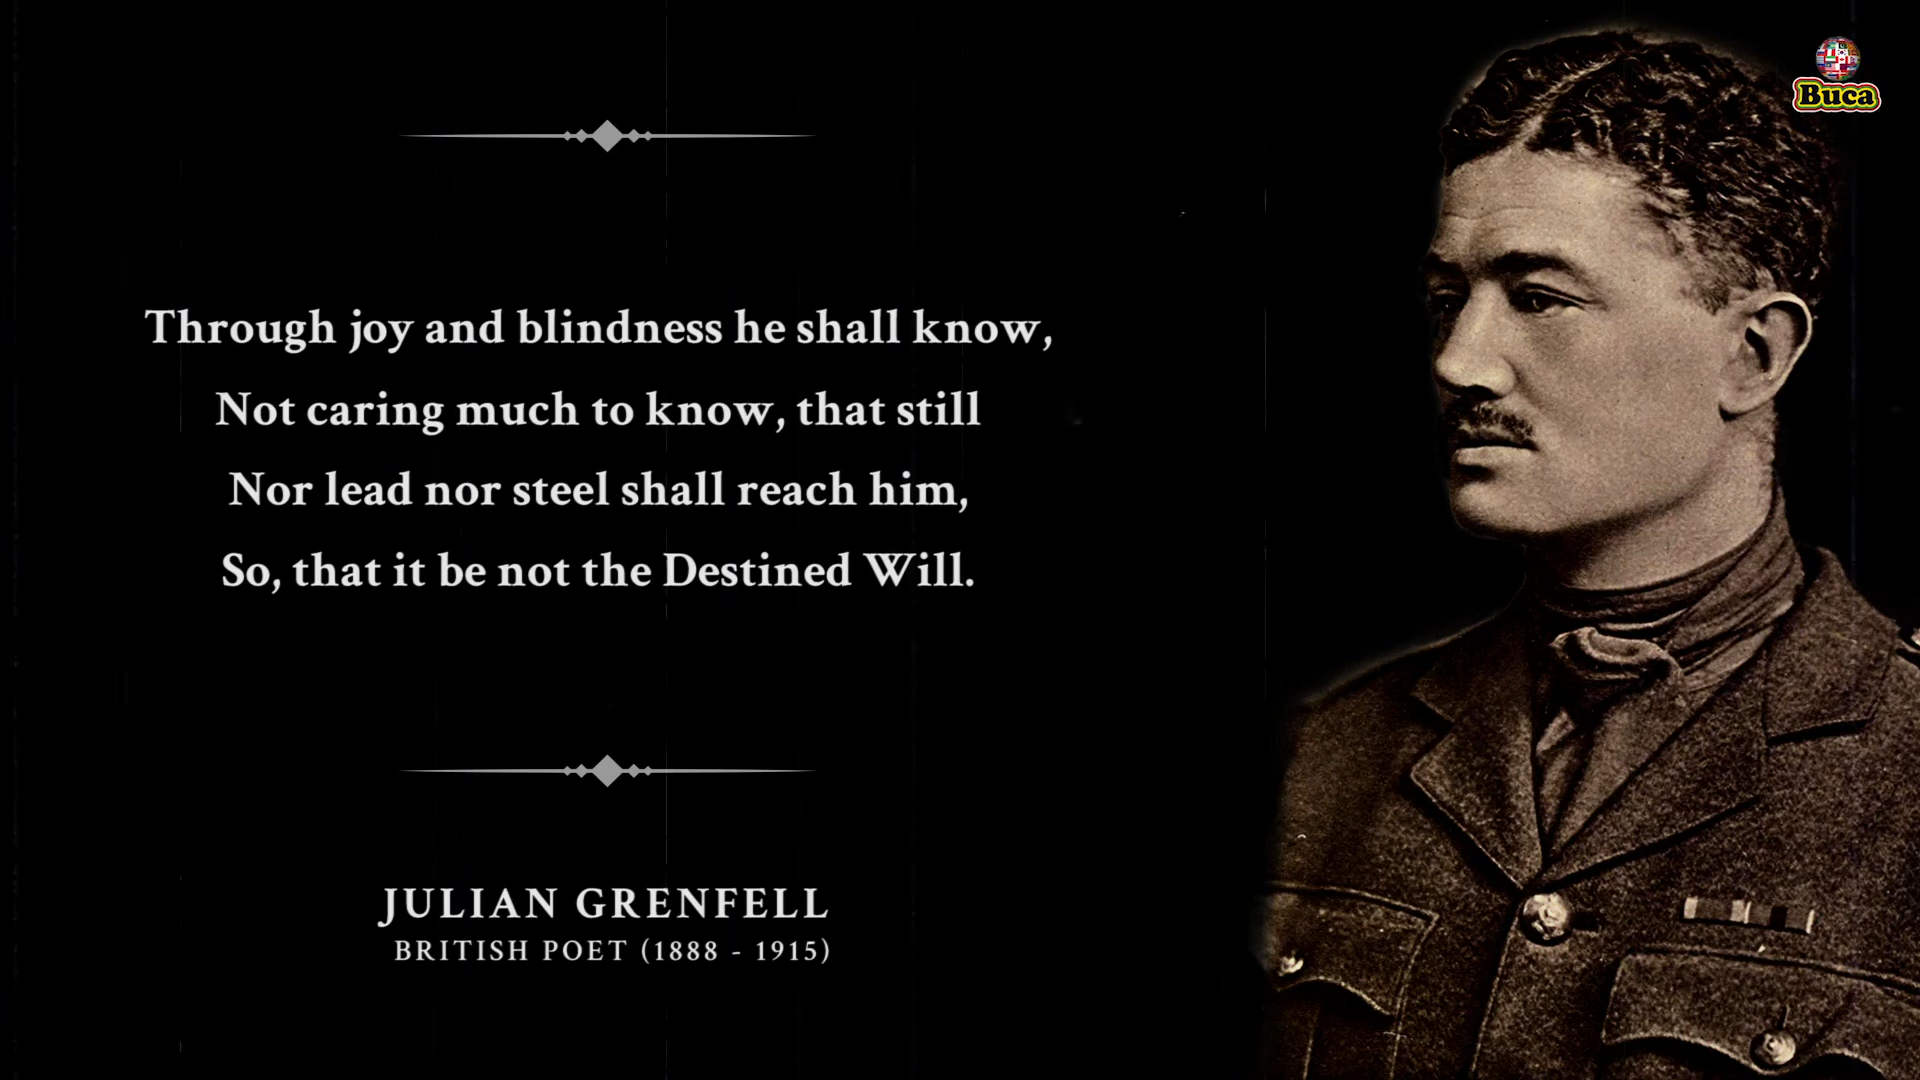 Buca
Through joy and blindness he shall know,
Not caring much to know, that still
Nor lead nor steel shall reach him,
So, that it be not the Destined Will.
JULIAN GRENFELL
BRITISH POET (1888 - 1915)